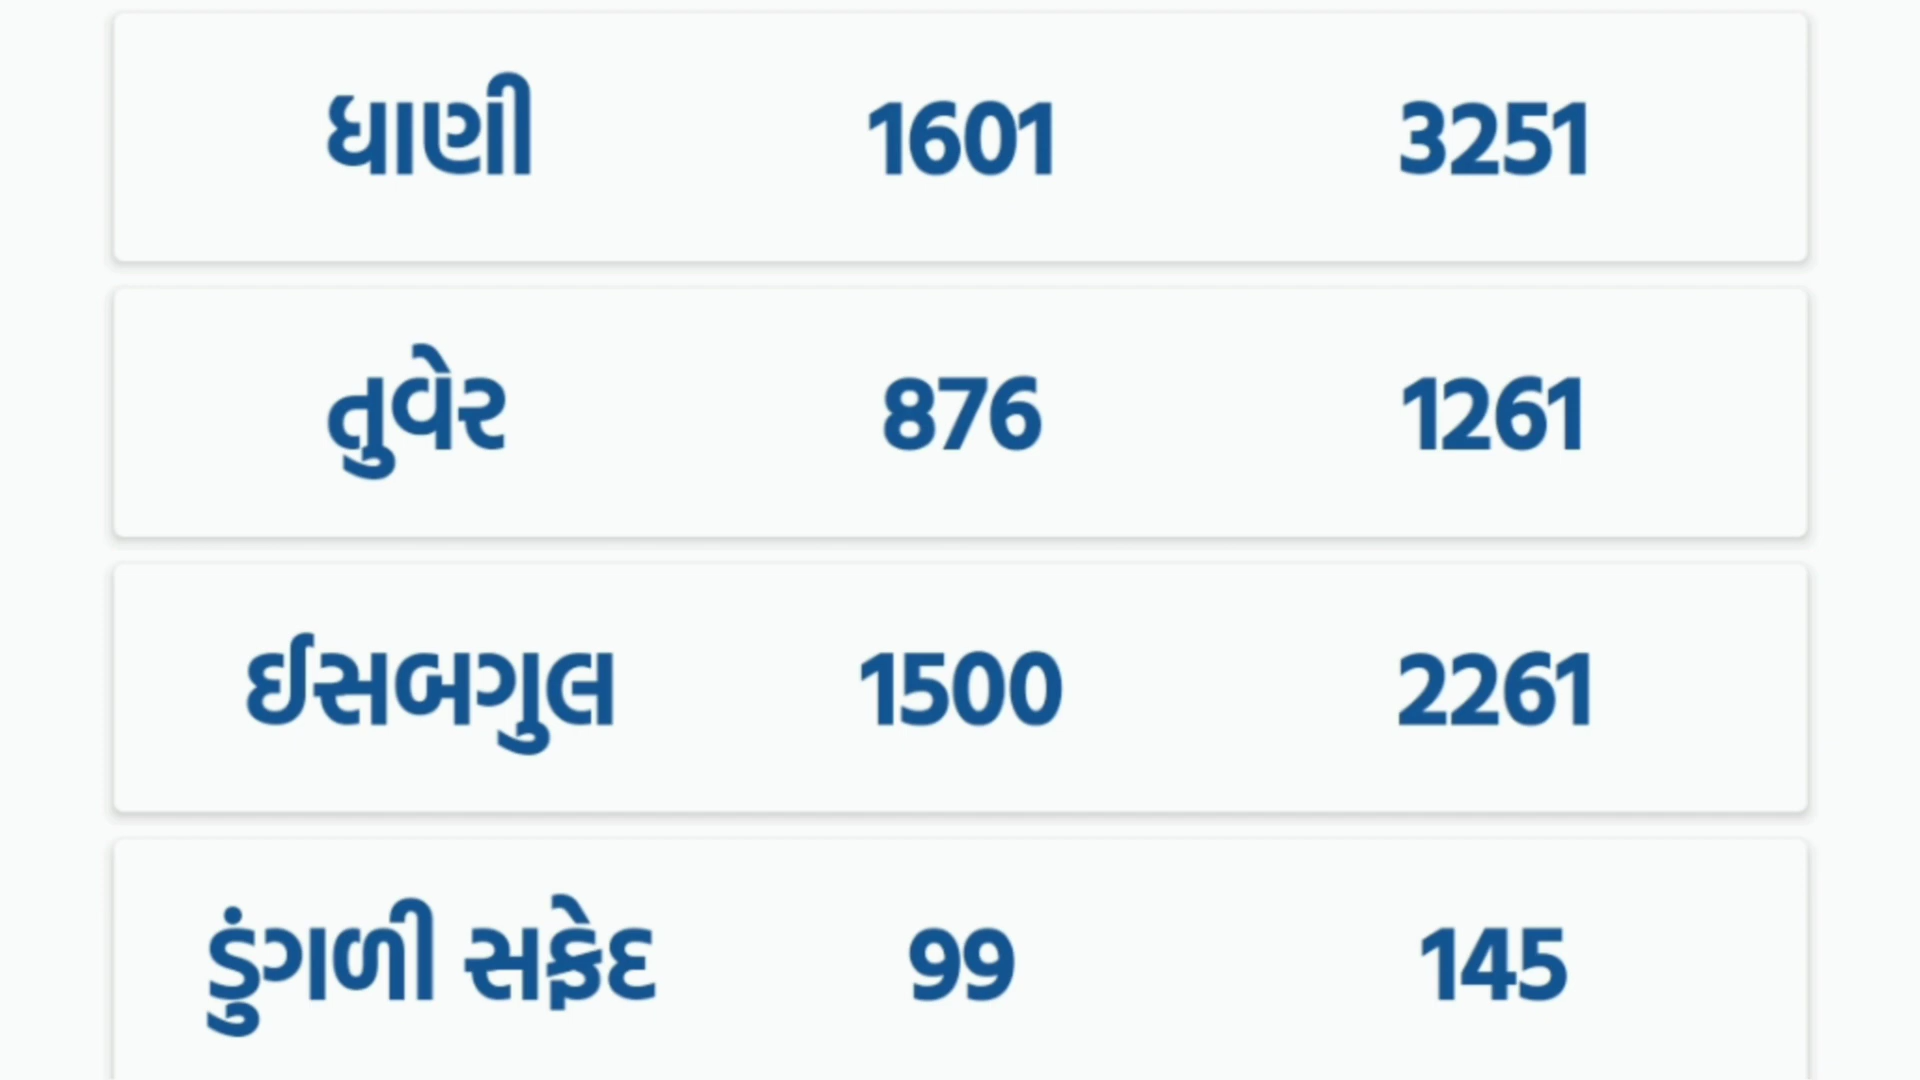 ધાણી 1601 3251
તુવેર 876 1261
ઈસબગુલ 1500 2261
ડુંગળી સફેદ 99 145